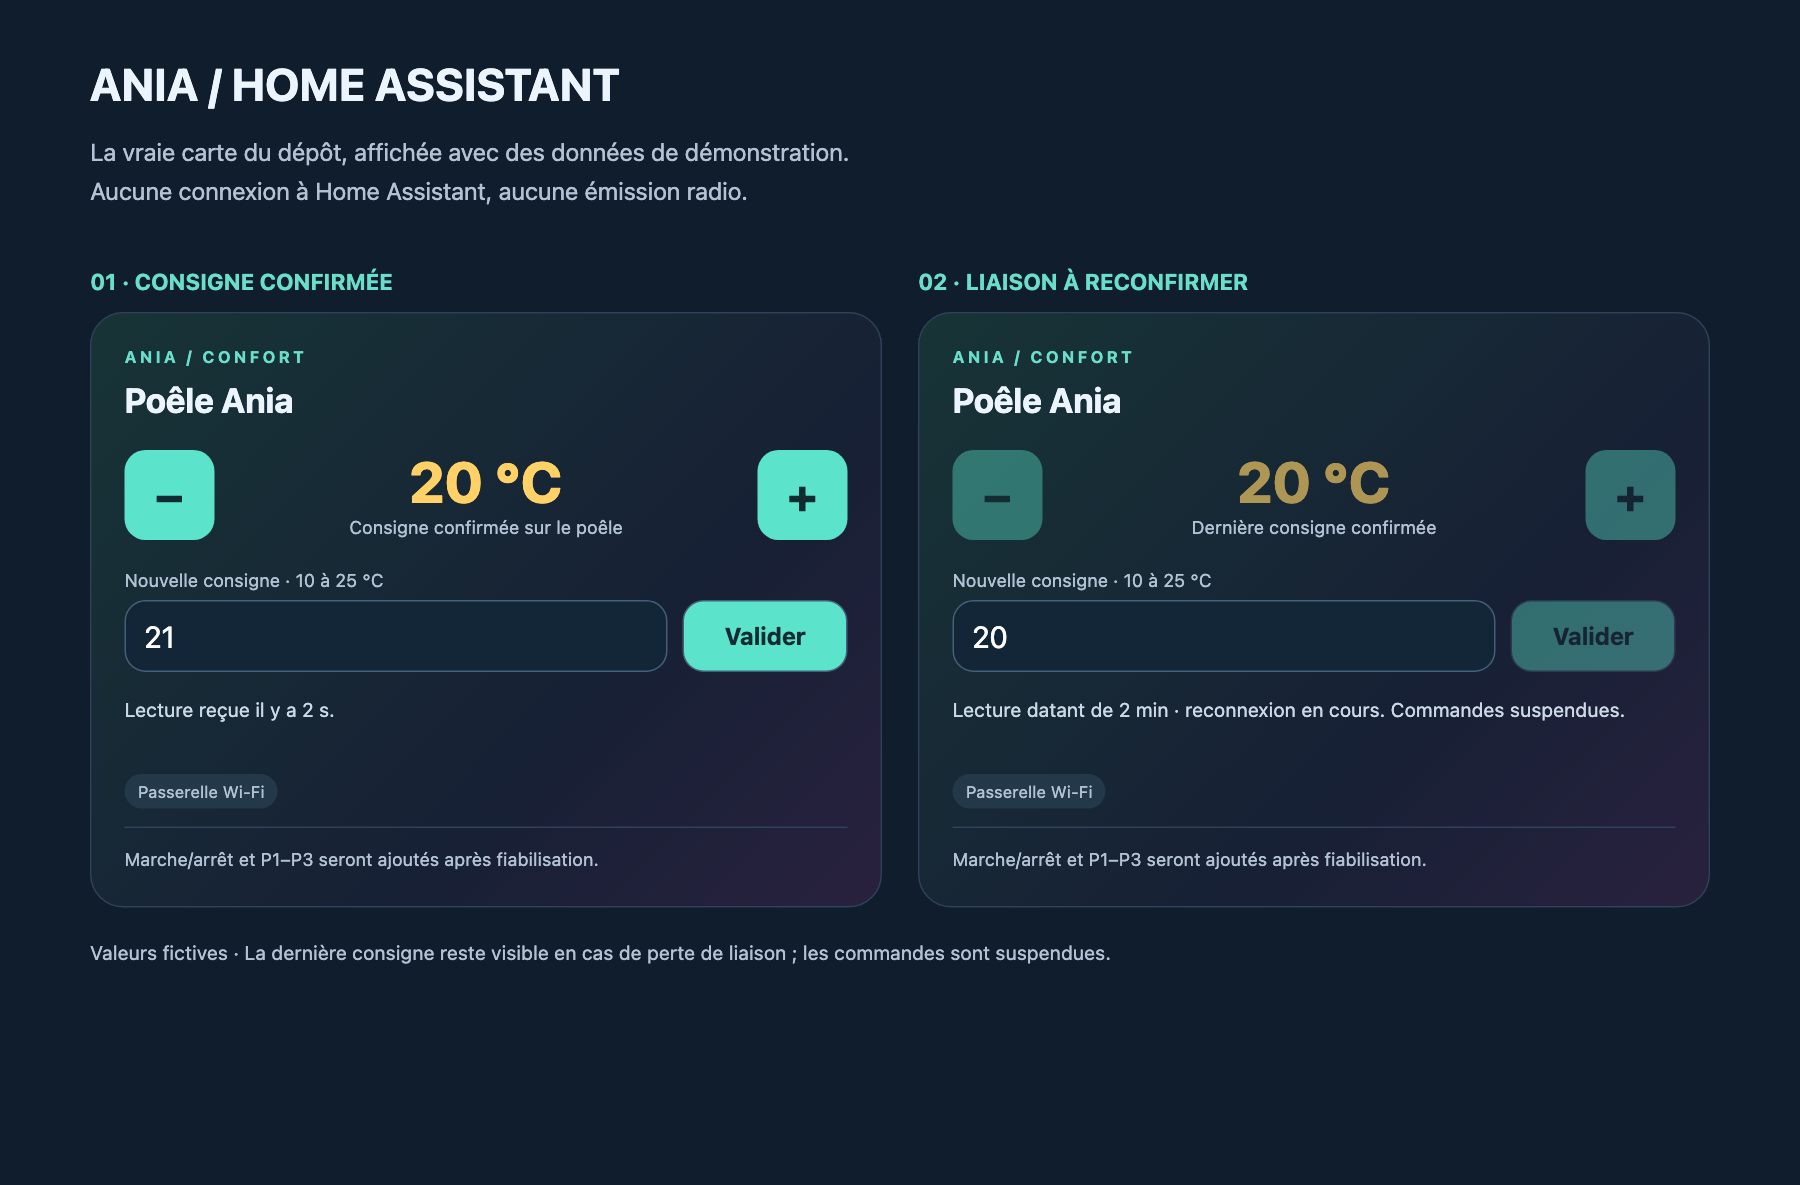 ANIA / HOME ASSISTANT
La vraie carte du dépôt, affichée avec des données de démonstration.
Aucune connexion à Home Assistant, aucune émission radio.
01 · CONSIGNE CONFIRMÉE
ANIA / CONFORT
Poêle Ania
−
20 °C
Consigne confirmée sur le poêle
+
Nouvelle consigne · 10 à 25 °C
21
Valider
Lecture reçue il y a 2 s.
Passerelle Wi-Fi
Marche/arrêt et P1–P3 seront ajoutés après fiabilisation.
02 · LIAISON À RECONFIRMER
ANIA / CONFORT
Poêle Ania
−
20 °C
Dernière consigne confirmée
+
Nouvelle consigne · 10 à 25 °C
20
Valider
Lecture datant de 2 min · reconnexion en cours. Commandes suspendues.
Passerelle Wi-Fi
Marche/arrêt et P1–P3 seront ajoutés après fiabilisation.
Valeurs fictives · La dernière consigne reste visible en cas de perte de liaison ; les commandes sont suspendues.